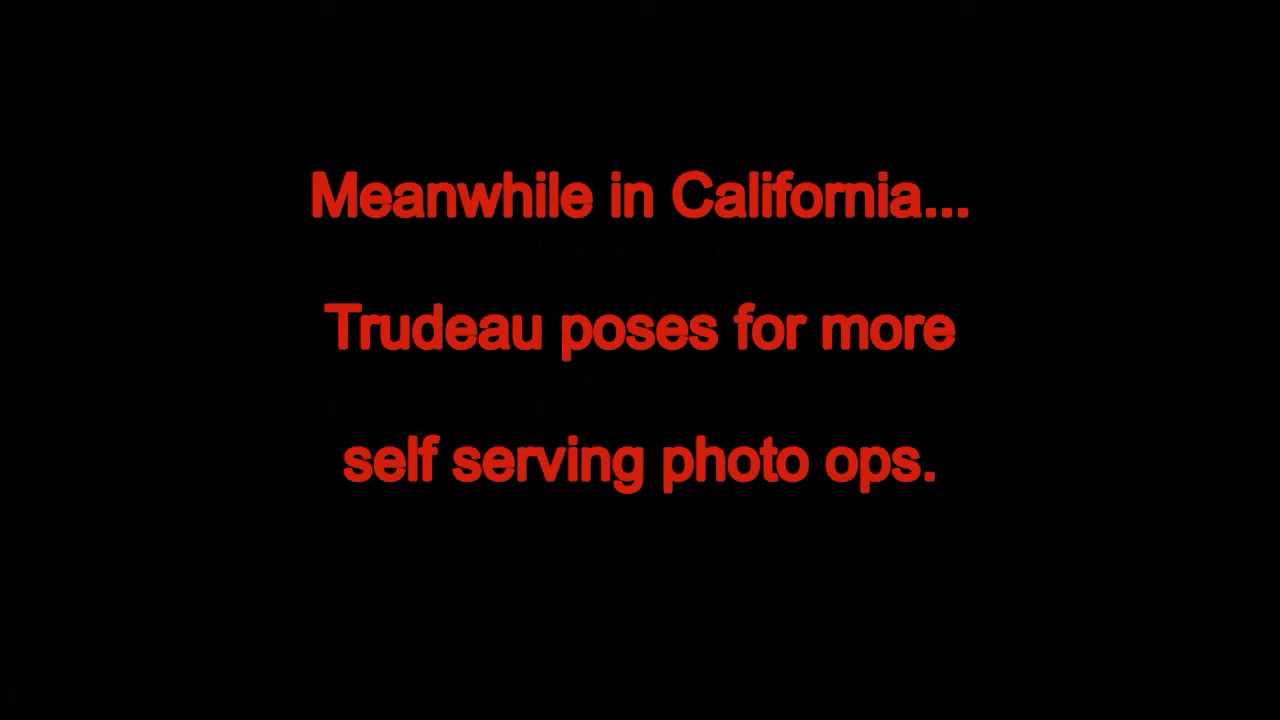 Meanwhile in California...
Trudeau poses for more
self serving photo ops.